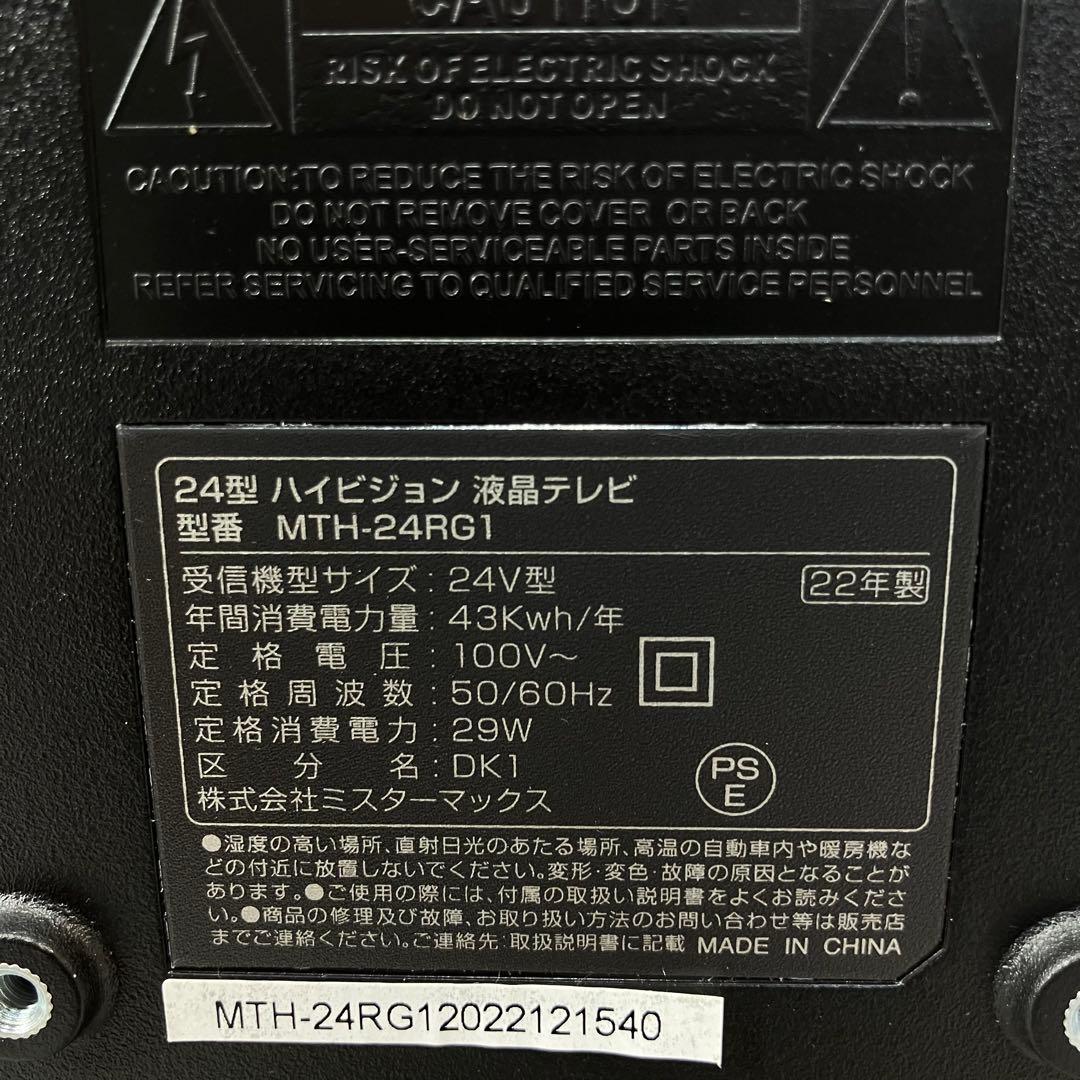 CAUTION
RISK OF ELECTRIC SHOCK
DO NOT OPEN
CAOUTION:TO REDUCE THE RISK OF ELECTRIC SHOCK
DO NOT REMOVE COVER OR BACK
NO USER-SERVICEABLE PARTS INSIDE
REFER SERVICING TO QUALIFIED SERVICE PERSONNEL
24型 ハイビジョン 液晶テレビ
型番 MTH-24RG1
受信機型サイズ：24V型
22年製
年間消費電力量：43Kwh/年
定格電圧：100V～
定格周波数：50/60Hz
定格消費電力：29W
区分名：DK1
PS
E
株式会社ミスターマックス
●湿度の高い場所、直射日光のあたる場所、高温の自動車内や暖房機な
どの付近に放置しないでください。変形・変色・故障の原因となることが
あります。●ご使用の際には、付属の取扱い説明書をよくお読みくださ
い。●商品の修理及び故障、お取り扱い方法のお問い合わせ等は販売店
までご連絡ください。ご連絡先：取扱説明書に記載 MADE IN CHINA
MTH-24RG12022121540